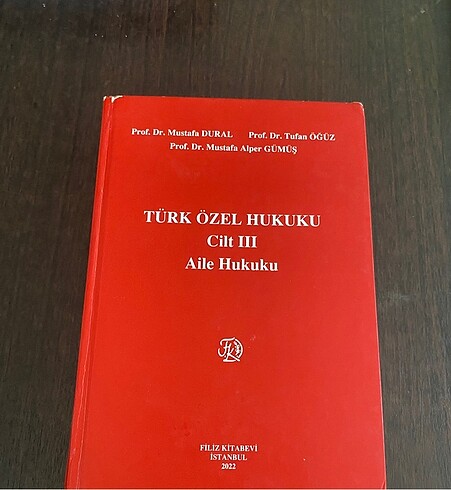 Prof. Dr. Mustafa DURAL Prof. Dr. Tufan ÖĞÜZ
Prof. Dr. Mustafa Alper GÜMÜŞ
TÜRK ÖZEL HUKUKU
Cilt III
Aile Hukuku
FİLİZ KİTABEVİ
İSTANBUL
2022